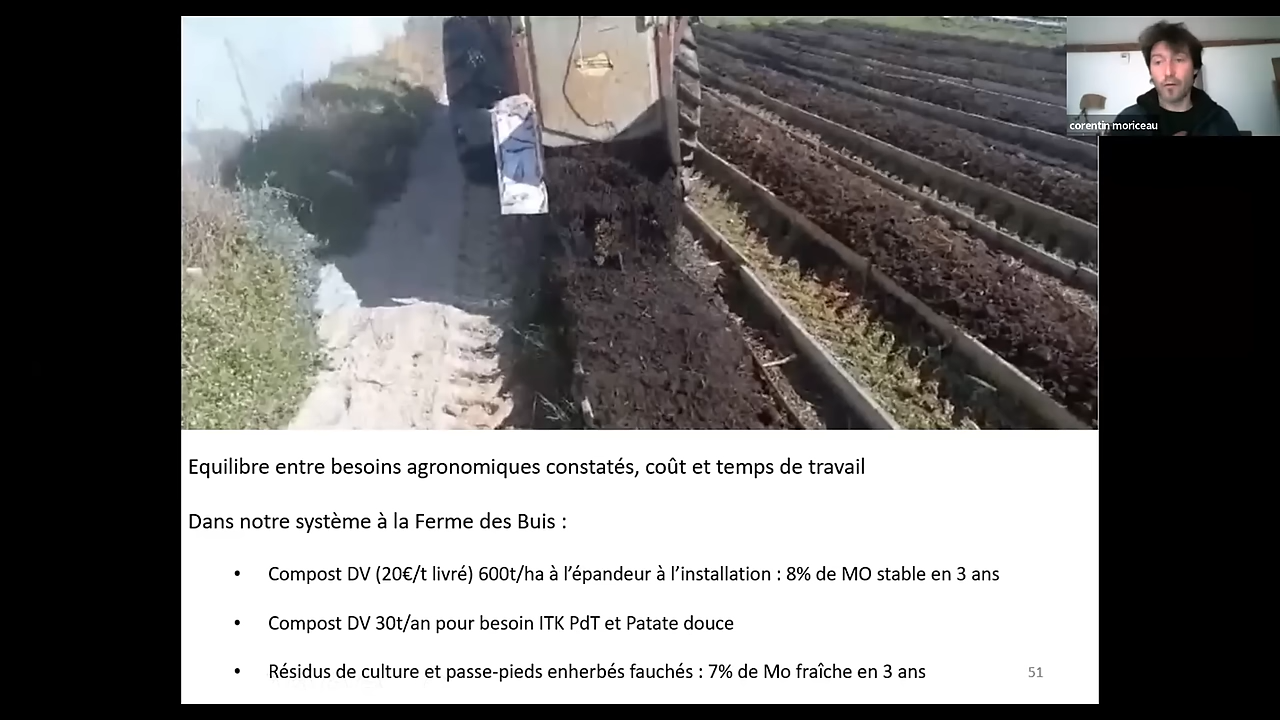 corentin moriceau
Equilibre entre besoins agronomiques constatés, coût et temps de travail
Dans notre système à la Ferme des Buis :
• Compost DV (20€/t livré) 600t/ha à l’épandeur à l’installation : 8% de MO stable en 3 ans
• Compost DV 30t/an pour besoin ITK PdT et Patate douce
• Résidus de culture et passe-pieds enherbés fauchés : 7% de Mo fraîche en 3 ans
51